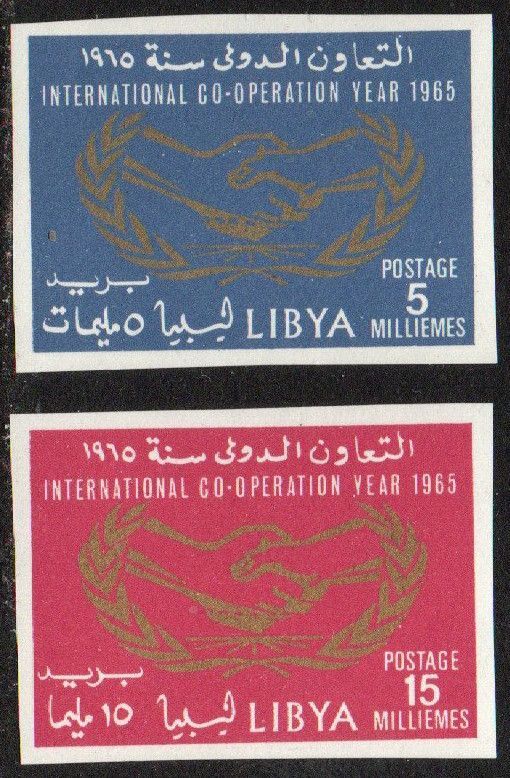 التعاون الدولى سنة ١٩٦٥
INTERNATIONAL CO-OPERATION YEAR 1965
بريد
POSTAGE
5
ليبيا ٥ مليمات
LIBYA
MILLIEMES
التعاون الدولى سنة ١٩٦٥
INTERNATIONAL CO-OPERATION YEAR 1965
بريد
POSTAGE
15
ليبيا ١٥ مليما
LIBYA
MILLIEMES